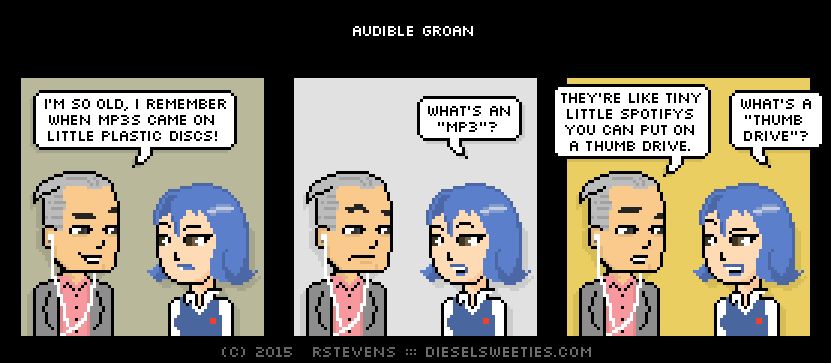 AUDIBLE GROAN
I'M SO OLD, I REMEMBER
WHEN MP3S CAME ON
LITTLE PLASTIC DISCS!
WHAT'S AN
"MP3"?
THEY'RE LIKE TINY
LITTLE SPOTIFYS
YOU CAN PUT ON
A THUMB DRIVE.
WHAT'S A
"THUMB
DRIVE"?
(C) 2015 RSTEVENS ::: DIESELSWEETIES.COM